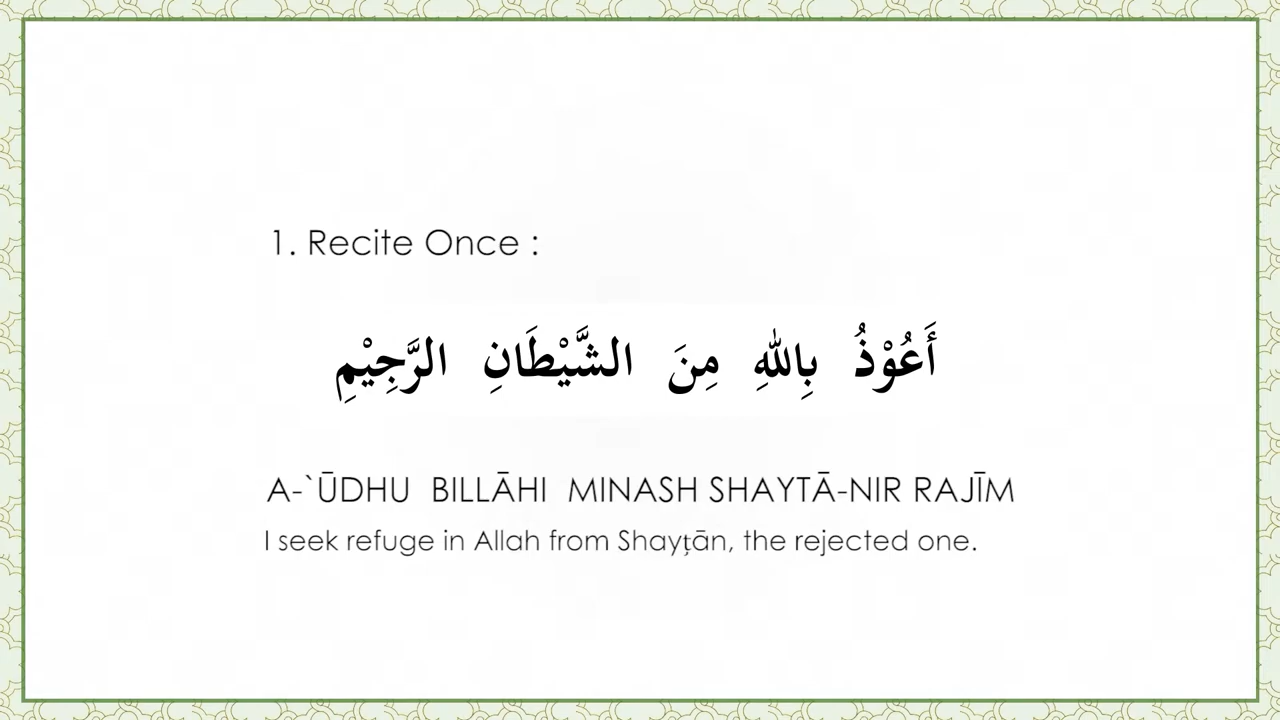 1. Recite Once :
أَعُوْذُ بِاللهِ مِنَ الشَّيْطَانِ الرَّجِيْمِ
A-`ŪDHU BILLĀHI MINASH SHAYTĀ-NIR RAJĪM
I seek refuge in Allah from Shayṭān, the rejected one.